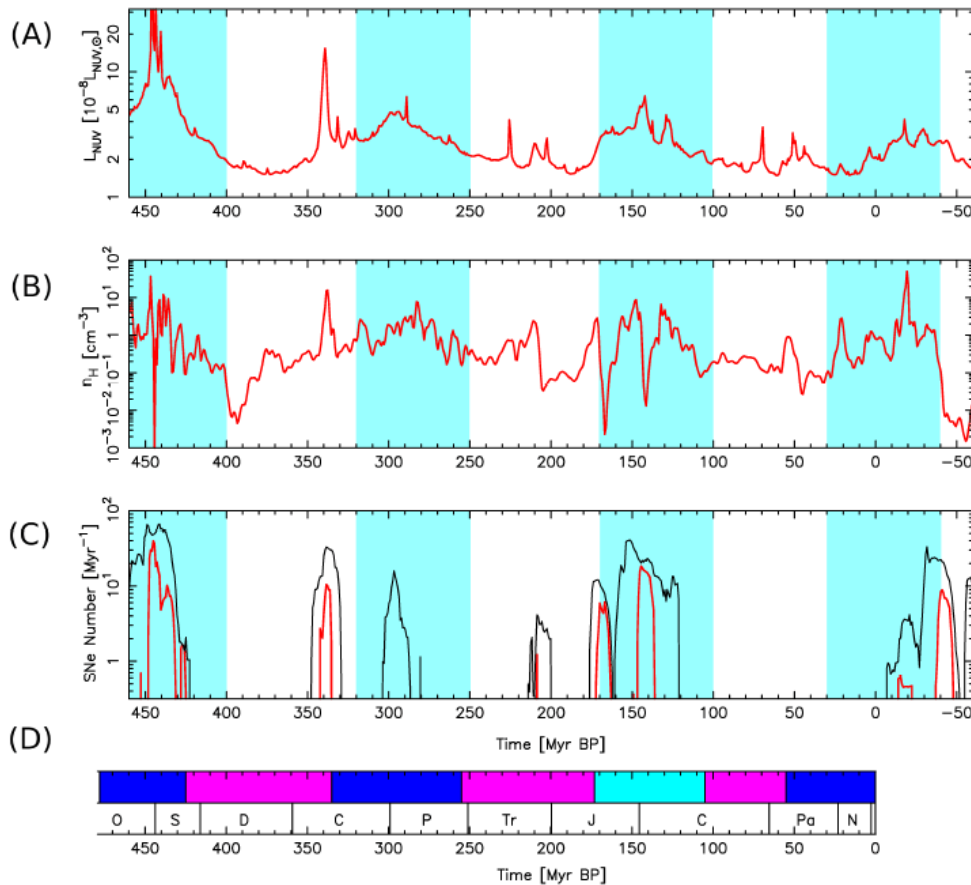 (A)
L_NUV [10^-8 L_NUV,⊙]
10
5
2
1
450 400 350 300 250 200 150 100 50 0 −50
(B)
n_H [cm^-3]
10^2
10^1
1
10^-1
10^-2
10^-3
450 400 350 300 250 200 150 100 50 0 −50
(C)
SNe Number [Myr^-1]
10^2
10^1
1
450 400 350 300 250 200 150 100 50 0 −50
Time [Myr BP]
(D)
O S D C P Tr J C Pa N
450 400 350 300 250 200 150 100 50 0
Time [Myr BP]